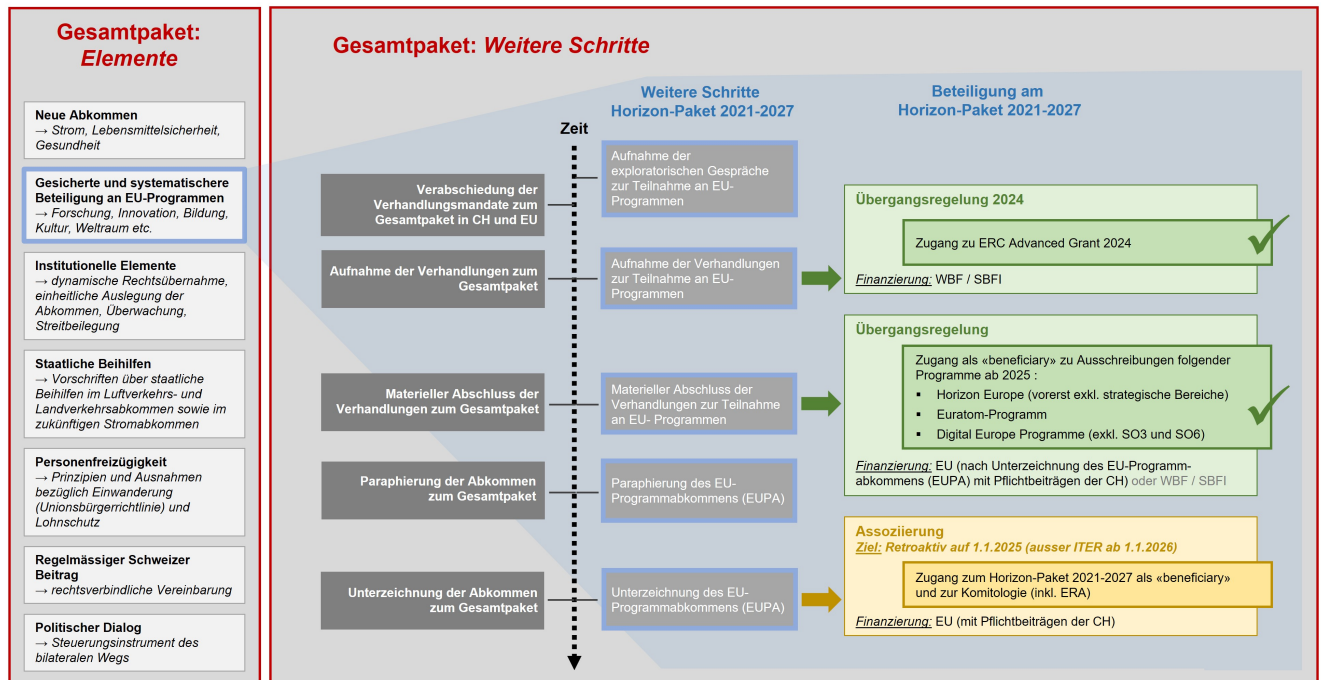 Gesamtpaket:
Elemente
Neue Abkommen
→ Strom, Lebensmittelsicherheit,
Gesundheit
Gesicherte und systematischere
Beteiligung an EU-Programmen
→ Forschung, Innovation, Bildung,
Kultur, Weltraum etc.
Institutionelle Elemente
→ dynamische Rechtsübernahme,
einheitliche Auslegung der
Abkommen, Überwachung,
Streitbeilegung
Staatliche Beihilfen
→ Vorschriften über staatliche
Beihilfen im Luftverkehrs- und
Landverkehrsabkommen sowie im
zukünftigen Stromabkommen
Personenfreizügigkeit
→ Prinzipien und Ausnahmen
bezüglich Einwanderung
(Unionsbürgerrichtlinie) und
Lohnschutz
Regelmässiger Schweizer
Beitrag
→ rechtsverbindliche Vereinbarung
Politischer Dialog
→ Steuerungsinstrument des
bilateralen Wegs
Gesamtpaket: Weitere Schritte
Zeit
Verabschiedung der
Verhandlungsmandate zum
Gesamtpaket in CH und EU
Aufnahme der Verhandlungen zum
Gesamtpaket
Materieller Abschluss der
Verhandlungen zum Gesamtpaket
Paraphierung der Abkommen
zum Gesamtpaket
Unterzeichnung der Abkommen
zum Gesamtpaket
Weitere Schritte
Horizon-Paket 2021-2027
Aufnahme der
exploratorischen Gespräche
zur Teilnahme an EU-
Programmen
Aufnahme der Verhandlungen
zur Teilnahme an EU-
Programmen
Materieller Abschluss der
Verhandlungen zur Teilnahme
an EU- Programmen
Paraphierung des EU-
Programmabkommens (EUPA)
Unterzeichnung des EU-
Programmabkommens (EUPA)
Beteiligung am
Horizon-Paket 2021-2027
Übergangsregelung 2024
Zugang zu ERC Advanced Grant 2024
Finanzierung: WBF / SBFI
Übergangsregelung
Zugang als «beneficiary» zu Ausschreibungen folgender
Programme ab 2025 :
▪ Horizon Europe (vorerst exkl. strategische Bereiche)
▪ Euratom-Programm
▪ Digital Europe Programme (exkl. SO3 und SO6)
Finanzierung: EU (nach Unterzeichnung des EU-Programm-
abkommens (EUPA) mit Pflichtbeiträgen der CH) oder WBF / SBFI
Assoziierung
Ziel: Retroaktiv auf 1.1.2025 (ausser ITER ab 1.1.2026)
Zugang zum Horizon-Paket 2021-2027 als «beneficiary»
und zur Komitologie (inkl. ERA)
Finanzierung: EU (mit Pflichtbeiträgen der CH)